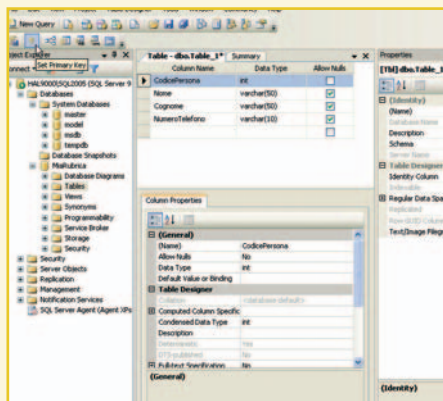 New Query
Set Primary Key
HAL9000\SQL2005 (SQL Server 9
Databases
System Databases
master
model
msdb
tempdb
Database Snapshots
MiaRubrica
Database Diagrams
Tables
Views
Synonyms
Programmability
Service Broker
Storage
Security
Security
Server Objects
Replication
Management
Notification Services
SQL Server Agent (Agent XPs
Table - dbo.Table_1* Summary
Column Name Data Type Allow Nulls
CodicePersona int
Nome varchar(50)
Cognome varchar(50)
NumeroTelefono varchar(10)
Column Properties
(General)
(Name) CodicePersona
Allow Nulls No
Data Type int
Default Value or Binding
Table Designer
Collation <database default>
Computed Column Specific
Condensed Data Type int
Deterministic Yes
DTS-published No
Full-text Specification No
(General)
Properties
[Tbl] dbo.Table_1
(Identity)
(Name)
Database Name
Description
Schema
Server Name
Table Designer
Identity Column
Indexable
Regular Data Spa
Replicated
Row GUID Column
Text/Image Filegr
(Identity)